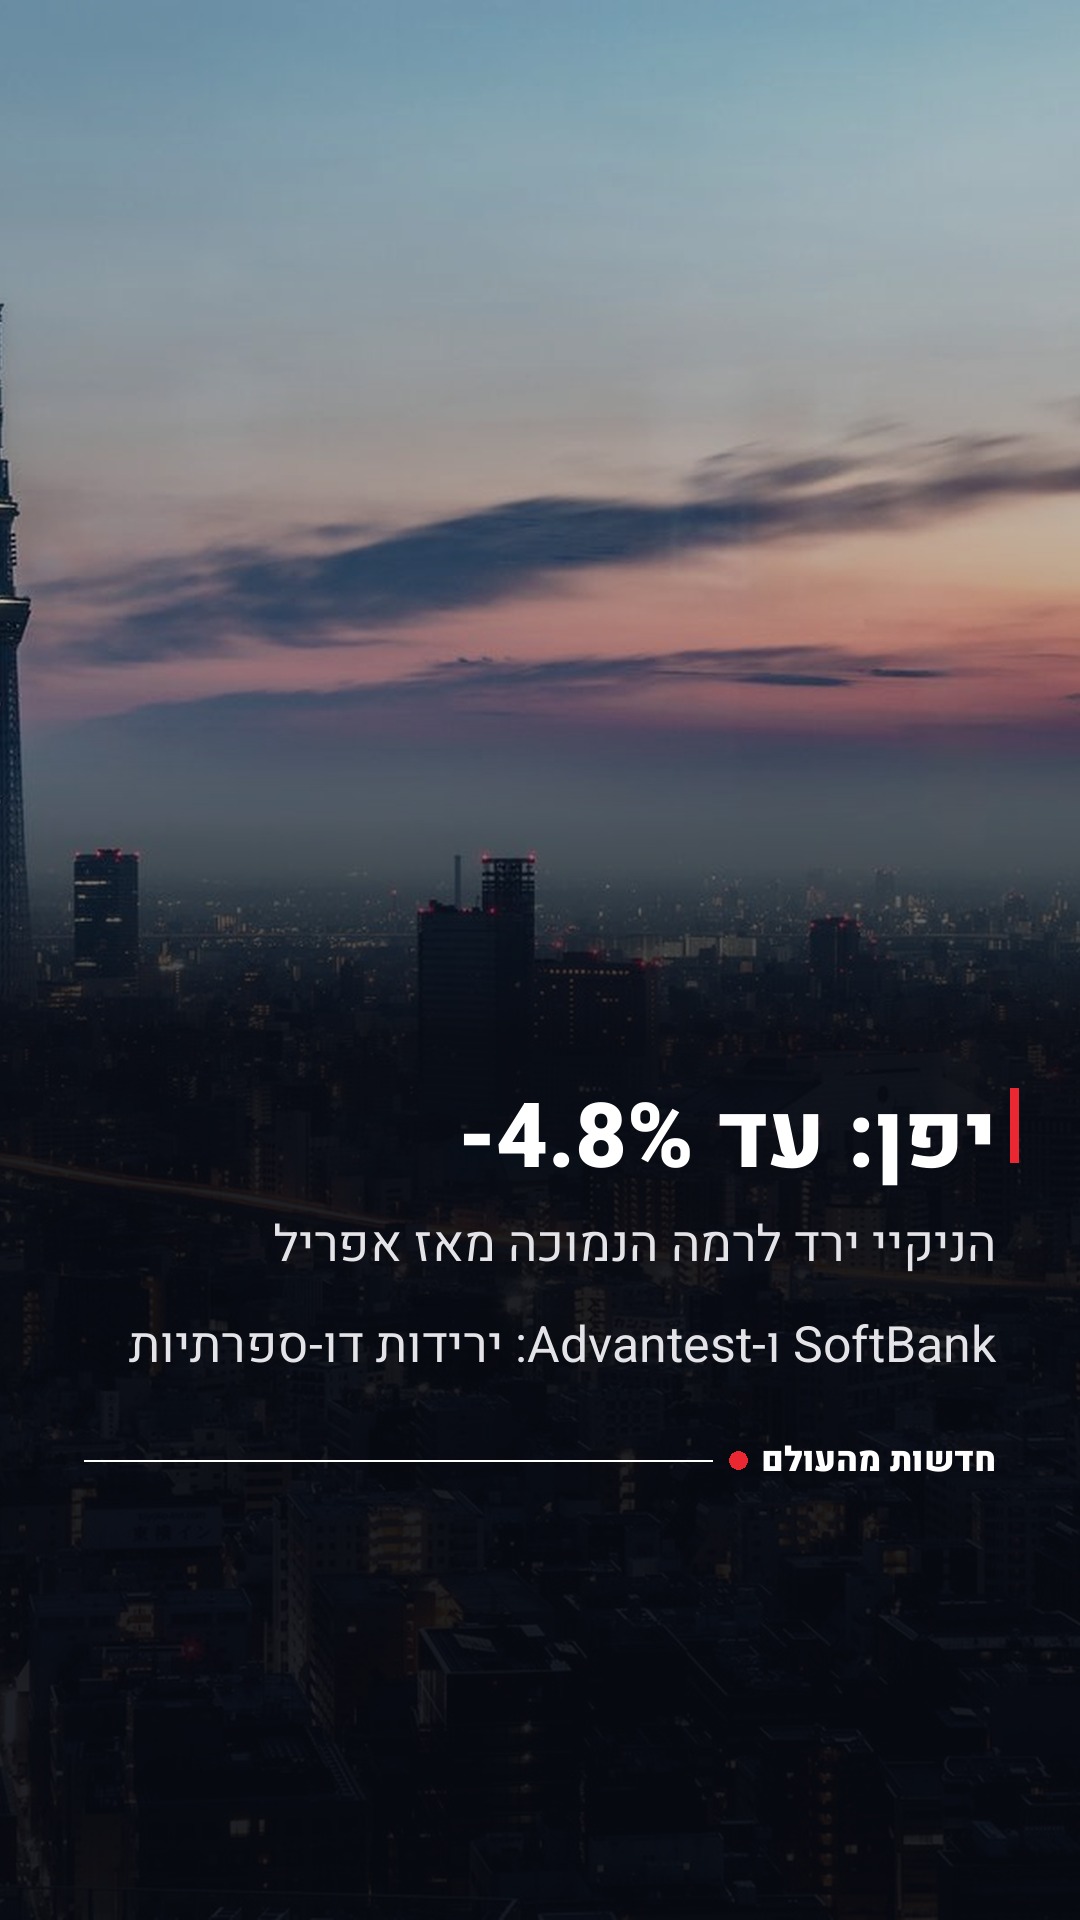 יפן: עד ‎-4.8%
הניקיי ירד לרמה הנמוכה מאז אפריל
SoftBank ו-Advantest: ירידות דו-ספרתיות
חדשות מהעולם